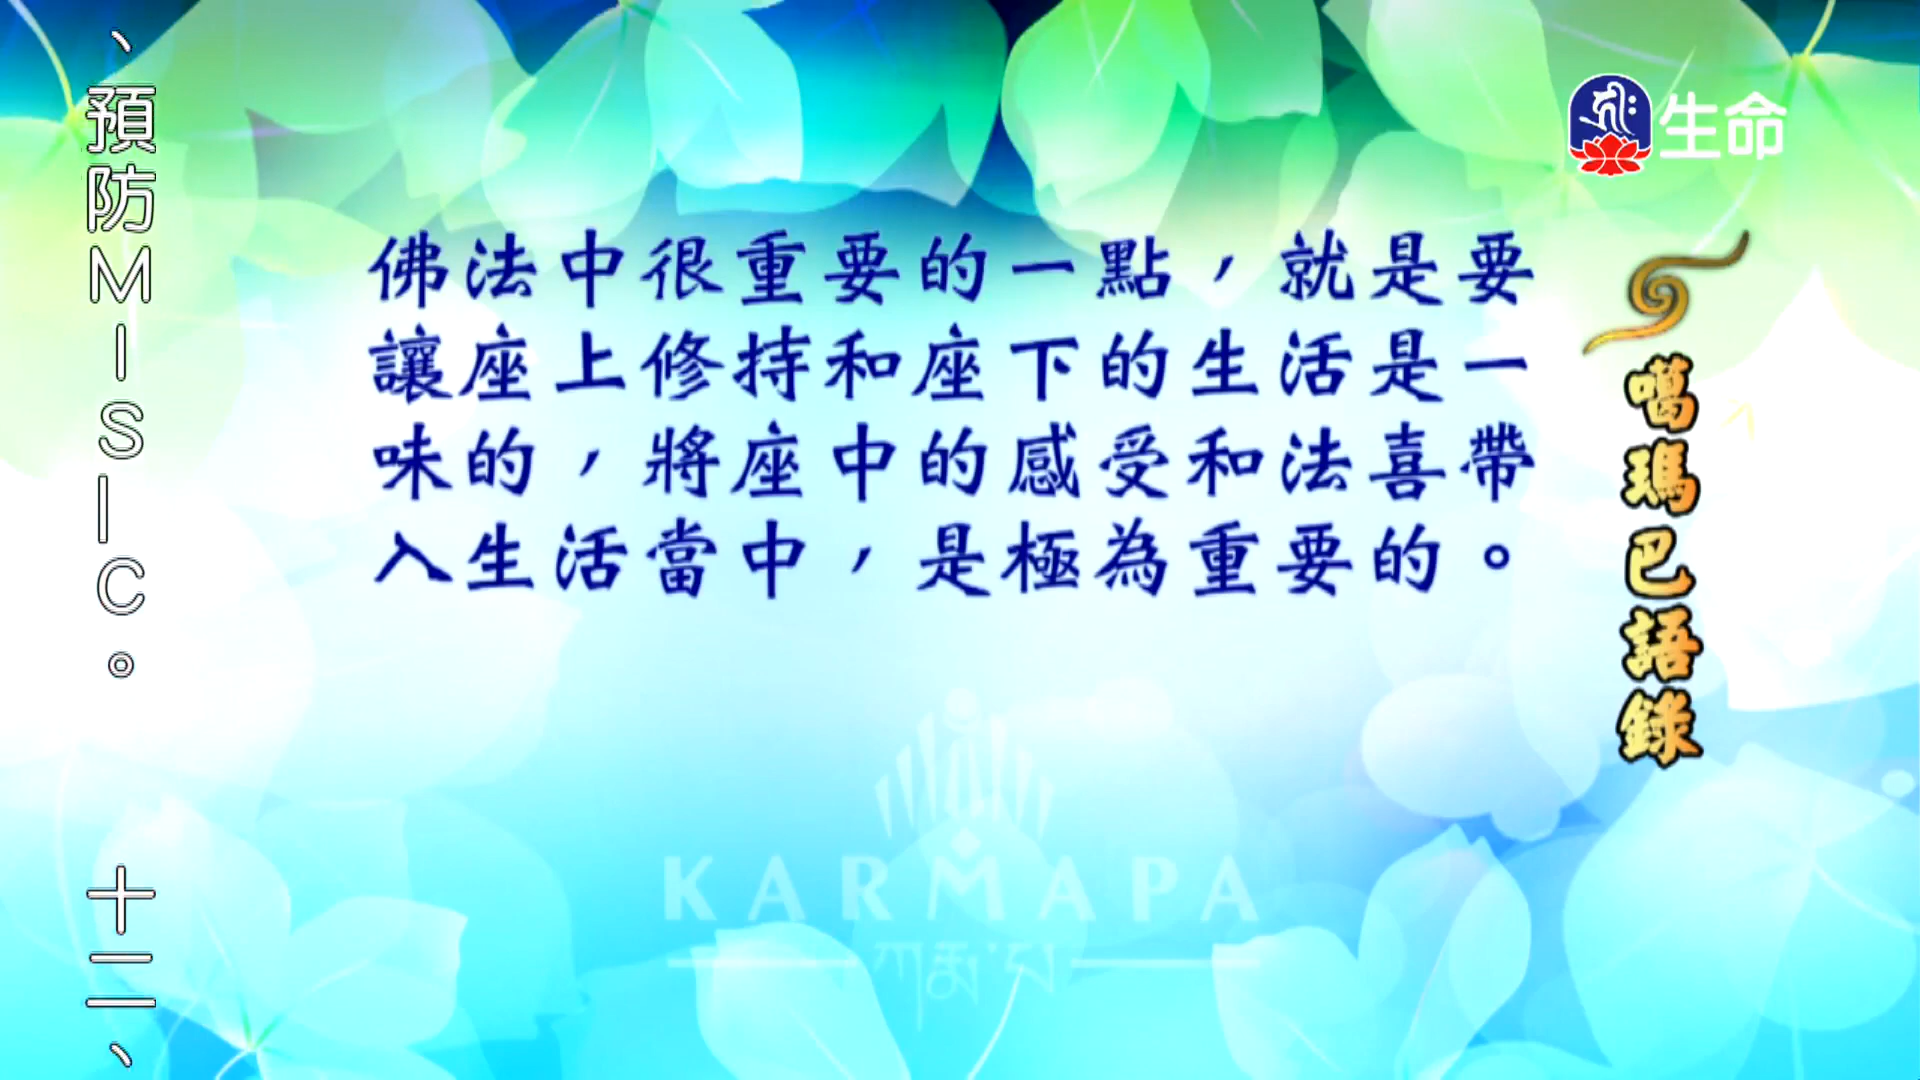 、預防MIS|C。 十二、
生命
佛法中很重要的一點，就是要
讓座上修持和座下的生活是一
味的，將座中的感受和法喜帶
入生活當中，是極為重要的。
噶瑪巴語錄
KARMAPA
ཀརྨ་པ